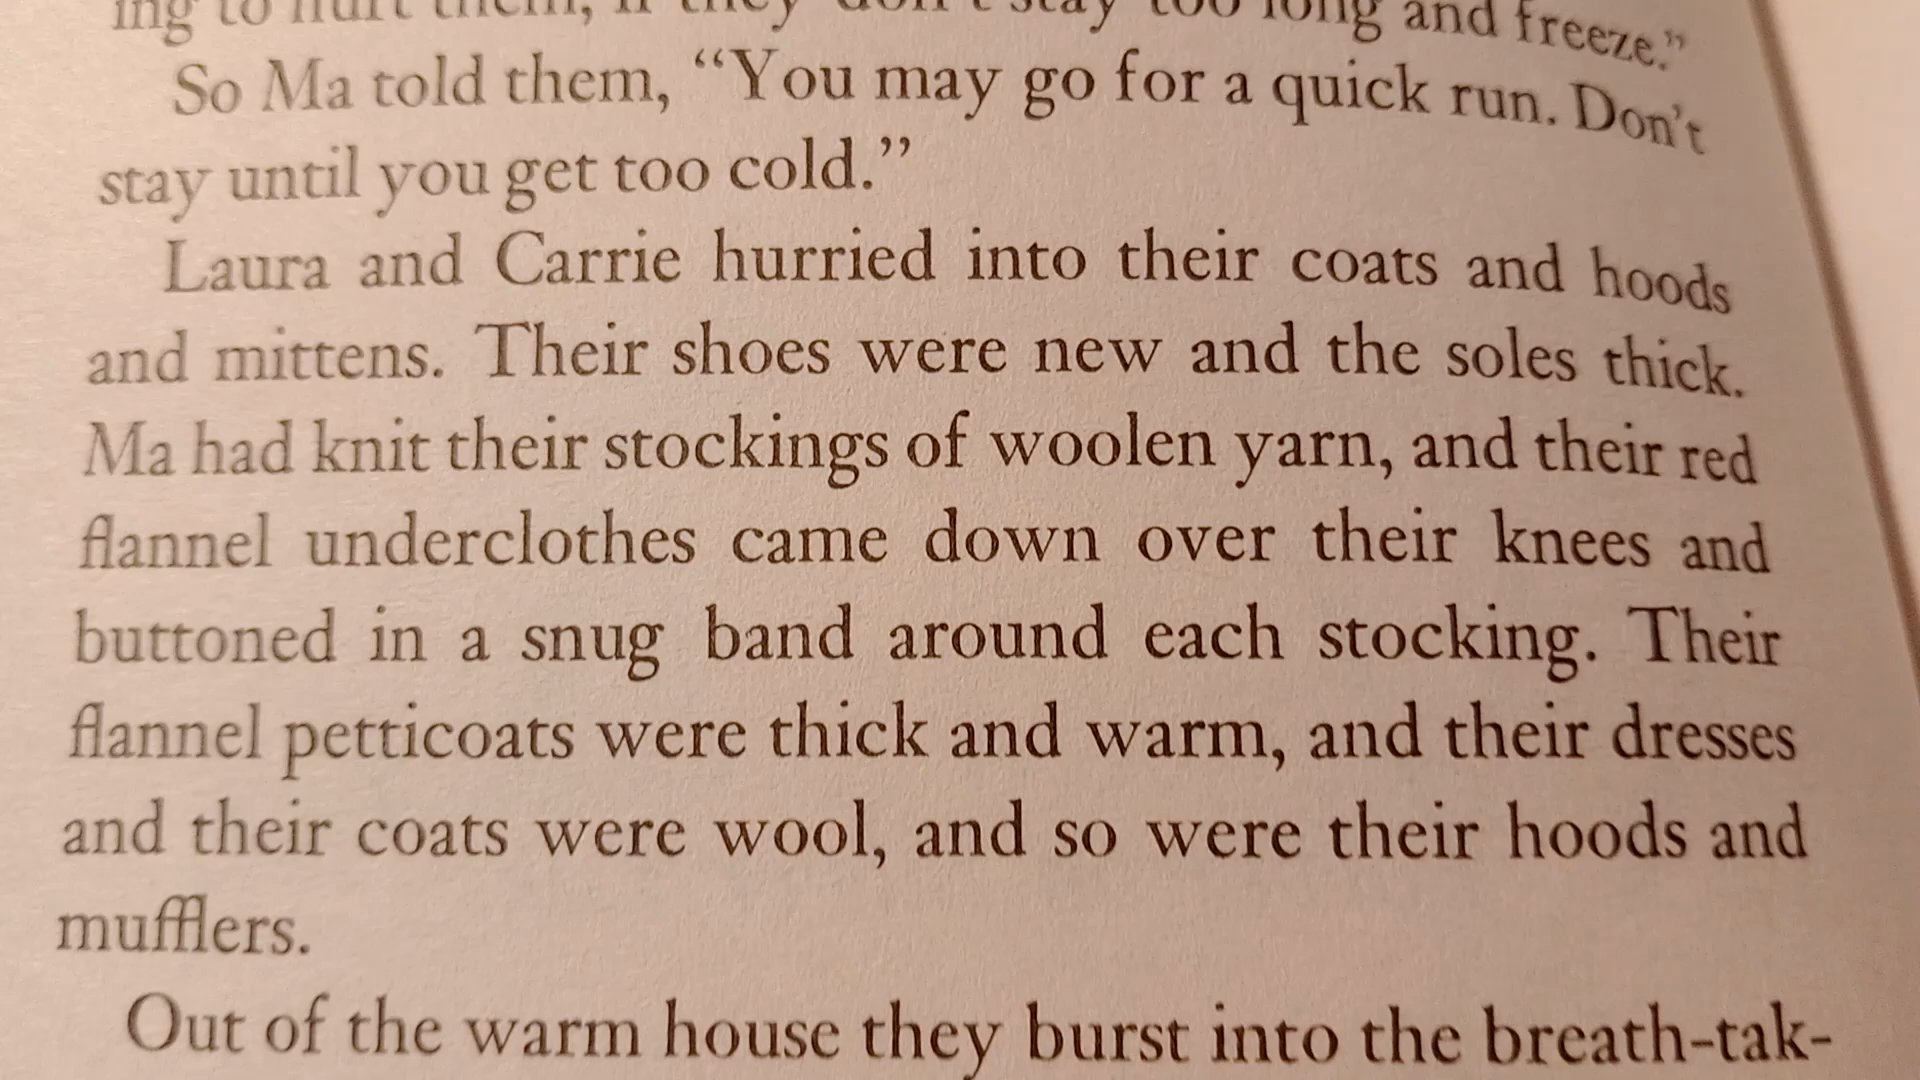 ing to hurt them, if they don't stay too long and freeze."
So Ma told them, “You may go for a quick run. Don't
stay until you get too cold.”
Laura and Carrie hurried into their coats and hoods
and mittens. Their shoes were new and the soles thick.
Ma had knit their stockings of woolen yarn, and their red
flannel underclothes came down over their knees and
buttoned in a snug band around each stocking. Their
flannel petticoats were thick and warm, and their dresses
and their coats were wool, and so were their hoods and
mufflers.
Out of the warm house they burst into the breath-tak-